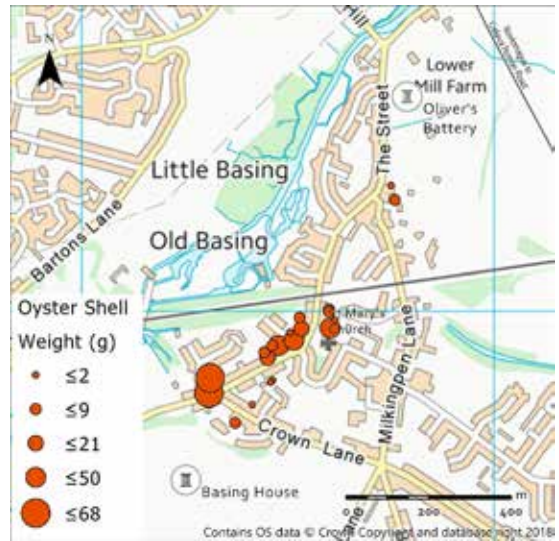 N
Hill
Lower
Mill Farm
Oliver's
Battery
The Street
Little Basing
Old Basing
Bartons Lane
Mary's
Milkingpen Lane
Crown Lane
Lane
Basing House
Oyster Shell
Weight (g)
≤2
≤9
≤21
≤50
≤68
0 200 400 m
Contains OS data © Crown Copyright and database right 2018